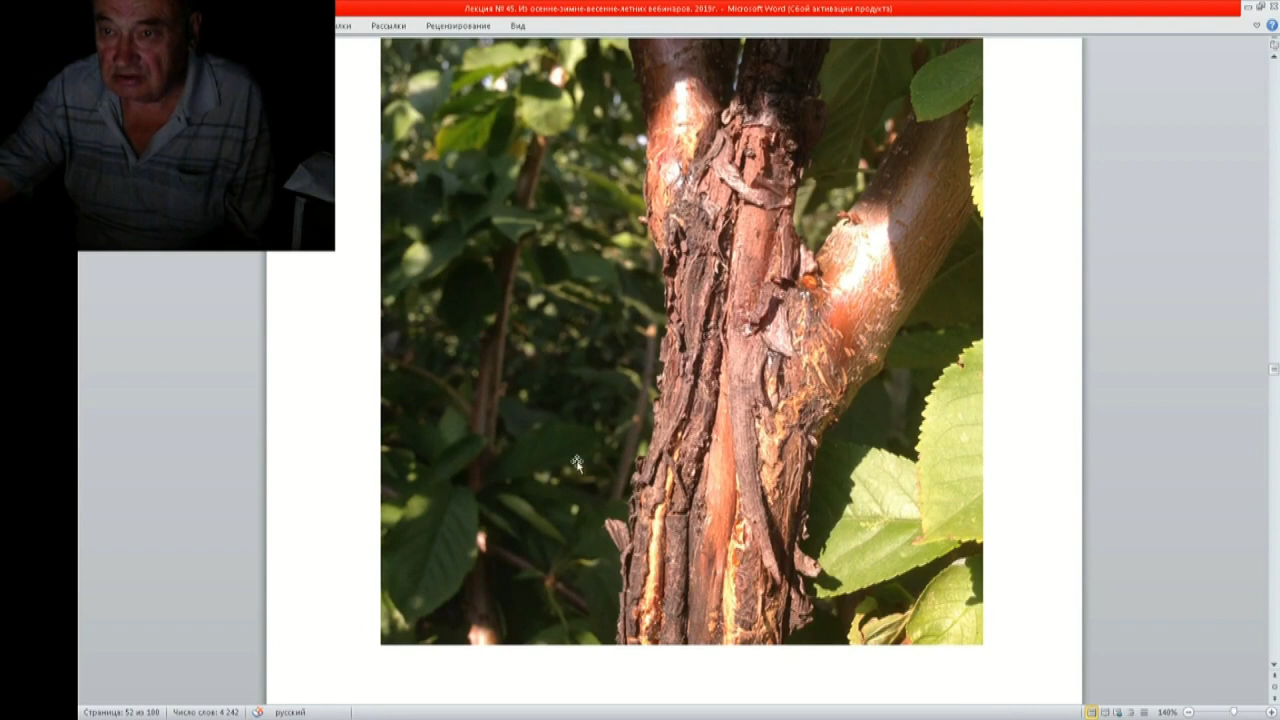 Лекция № 45. Из осенне-зимне-весенне-летних вебинаров. 2019г. - Microsoft Word (Сбой активации продукта)
лки Рассылки Рецензирование Вид
Страница: 52 из 100 Число слов: 4 242 русский 140%